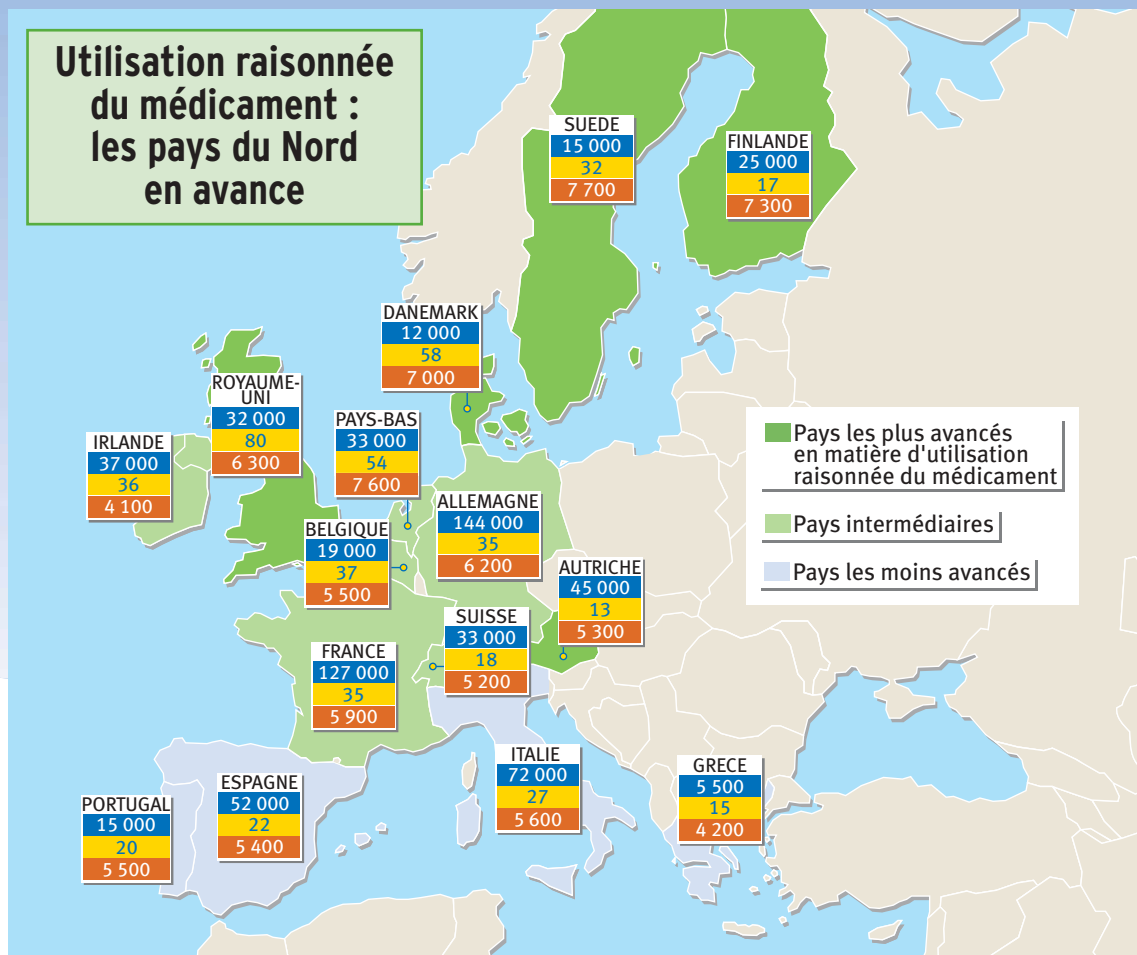 Utilisation raisonnée
du médicament :
les pays du Nord
en avance
SUEDE
15 000
32
7 700
FINLANDE
25 000
17
7 300
DANEMARK
12 000
58
7 000
ROYAUME-
UNI
32 000
80
6 300
PAYS-BAS
33 000
54
7 600
IRLANDE
37 000
36
4 100
ALLEMAGNE
144 000
35
6 200
BELGIQUE
19 000
37
5 500
AUTRICHE
45 000
13
5 300
SUISSE
33 000
18
5 200
FRANCE
127 000
35
5 900
ITALIE
72 000
27
5 600
GRECE
5 500
15
4 200
ESPAGNE
52 000
22
5 400
PORTUGAL
15 000
20
5 500
Pays les plus avancés
en matière d'utilisation
raisonnée du médicament
Pays intermédiaires
Pays les moins avancés